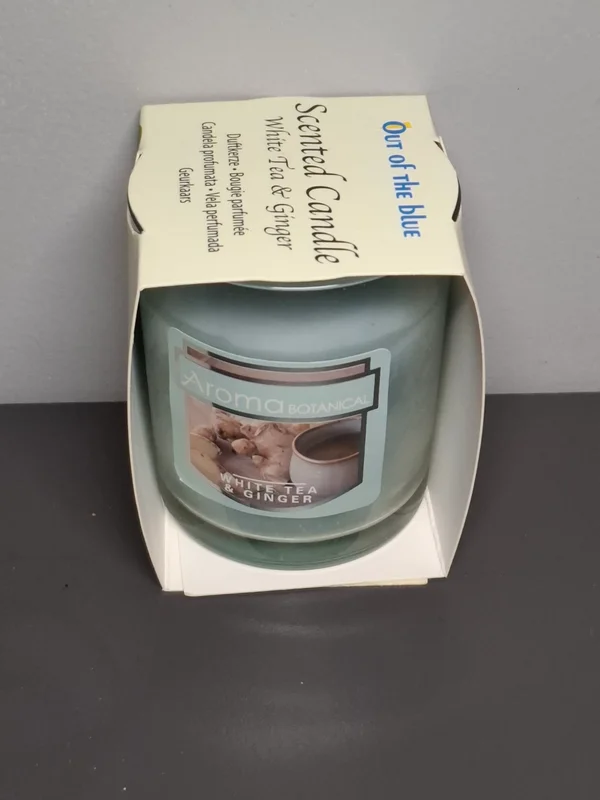 Out of the blue
Scented Candle
White Tea & Ginger
Duftkerze • Bougie parfumée
Candela profumata • Vela perfumada
Geurkaars
Aroma BOTANICAL
WHITE TEA
& GINGER